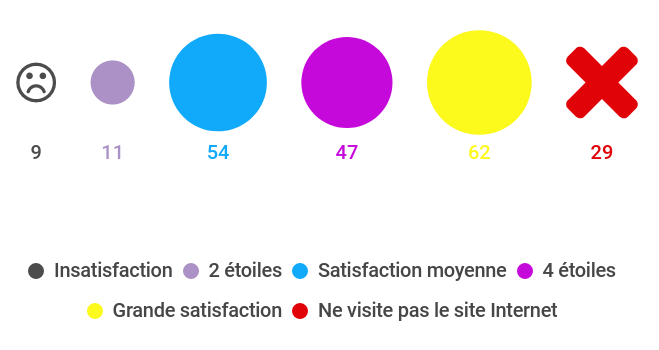 9 11 54 47 62 29
Insatisfaction 2 étoiles Satisfaction moyenne 4 étoiles
Grande satisfaction Ne visite pas le site Internet